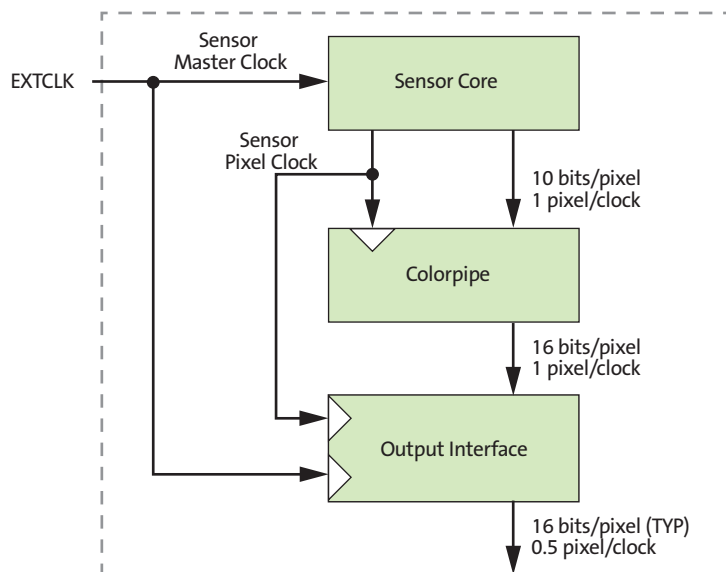 Sensor
Master Clock
EXTCLK
Sensor Core
Sensor
Pixel Clock
10 bits/pixel
1 pixel/clock
Colorpipe
16 bits/pixel
1 pixel/clock
Output Interface
16 bits/pixel (TYP)
0.5 pixel/clock